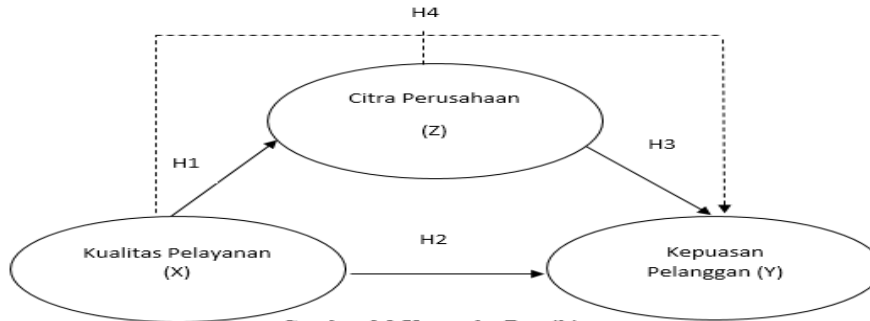 H4
Citra Perusahaan
(Z)
H1
H3
H2
Kualitas Pelayanan
(X)
Kepuasan
Pelanggan (Y)